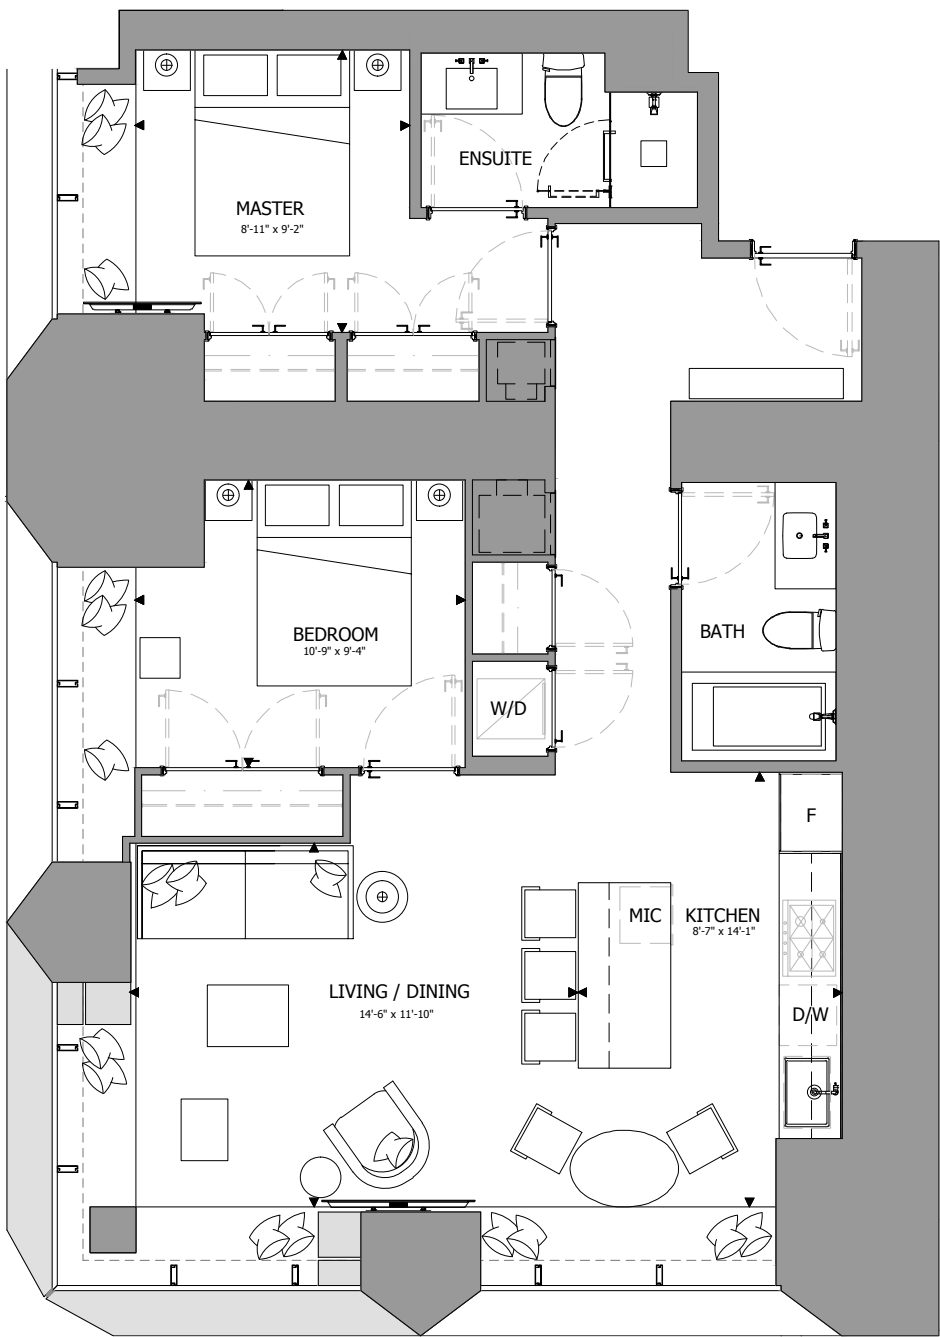 ENSUITE
MASTER
8'-11" x 9'-2"
BEDROOM
10'-9" x 9'-4"
BATH
W/D
F
MIC
KITCHEN
8'-7" x 14'-1"
LIVING / DINING
14'-6" x 11'-10"
D/W